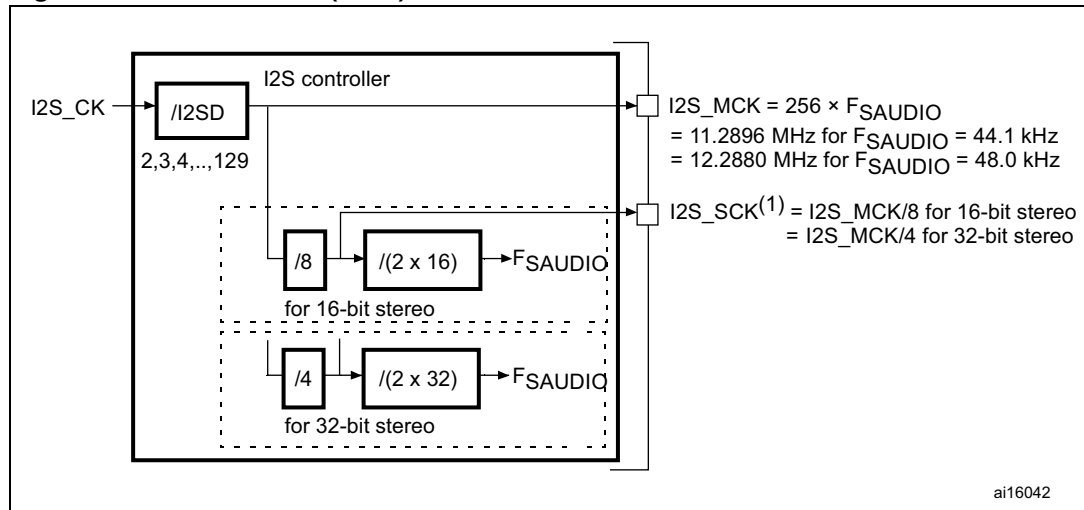 I2S controller
I2S_CK
/I2SD
2,3,4,..,129
I2S_MCK = 256 × FSAUDIO
= 11.2896 MHz for FSAUDIO = 44.1 kHz
= 12.2880 MHz for FSAUDIO = 48.0 kHz
I2S_SCK(1) = I2S_MCK/8 for 16-bit stereo
= I2S_MCK/4 for 32-bit stereo
/8
/(2 x 16)
FSAUDIO
for 16-bit stereo
/4
/(2 x 32)
FSAUDIO
for 32-bit stereo
ai16042